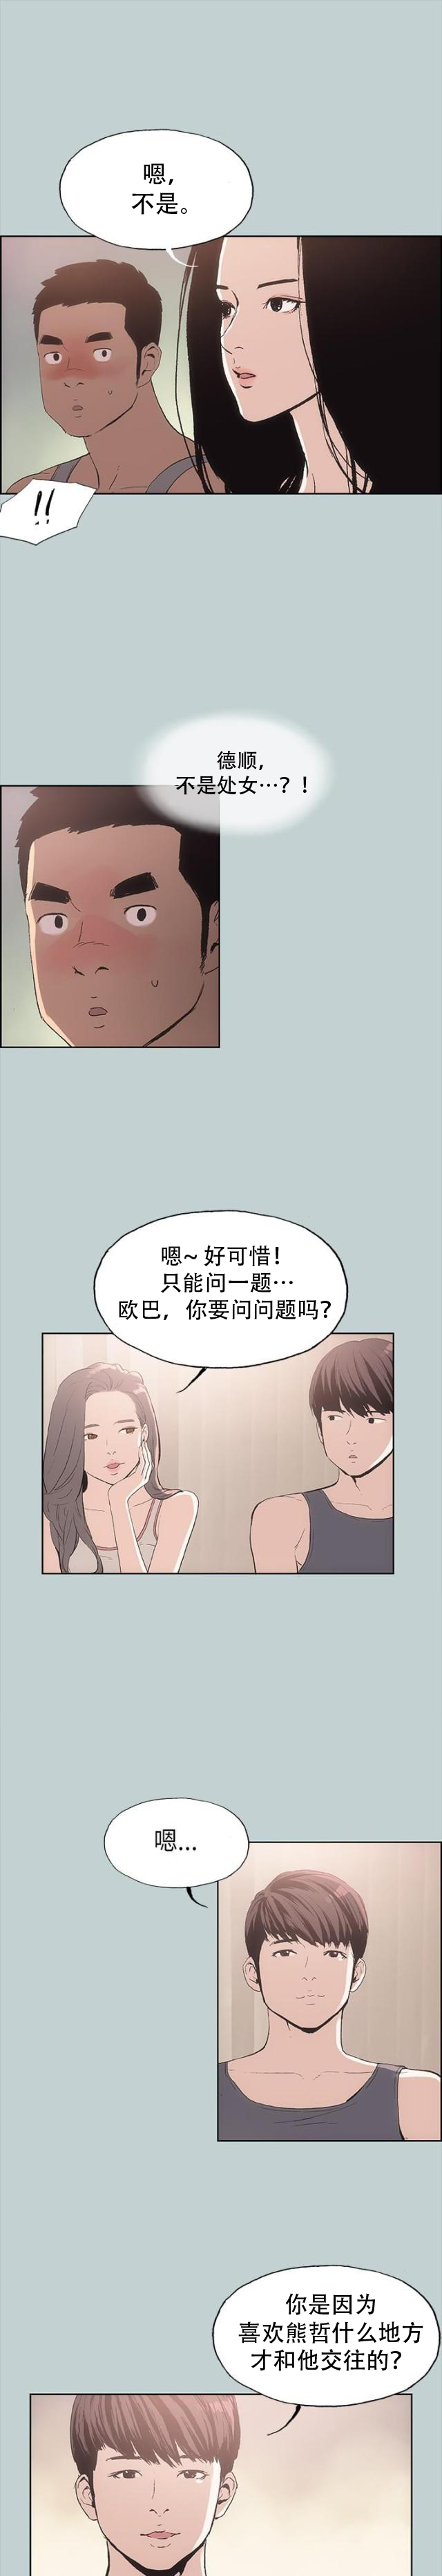 嗯，
不是。
!!
德顺，
不是处女…？！
嗯~ 好可惜！
只能问一题…
欧巴，你要问问题吗？
嗯...
你是因为
喜欢熊哲什么地方
才和他交往的？